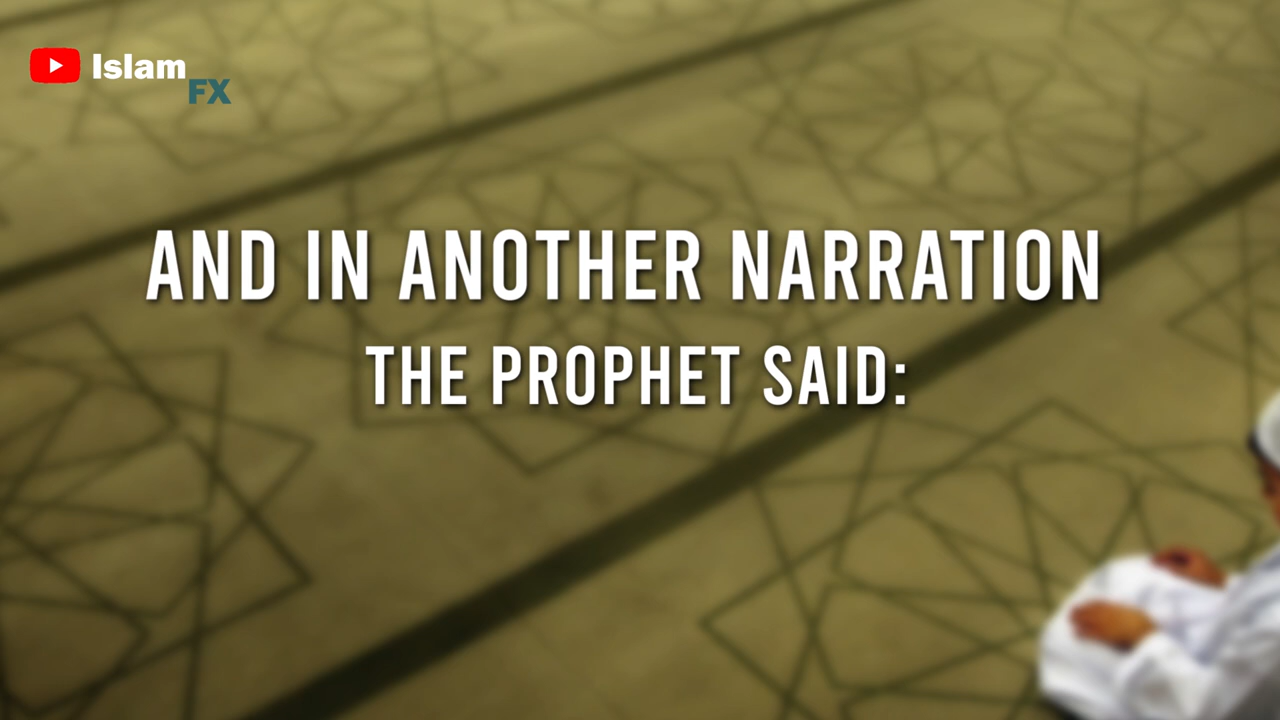 Islam
FX
AND IN ANOTHER NARRATION
THE PROPHET SAID: